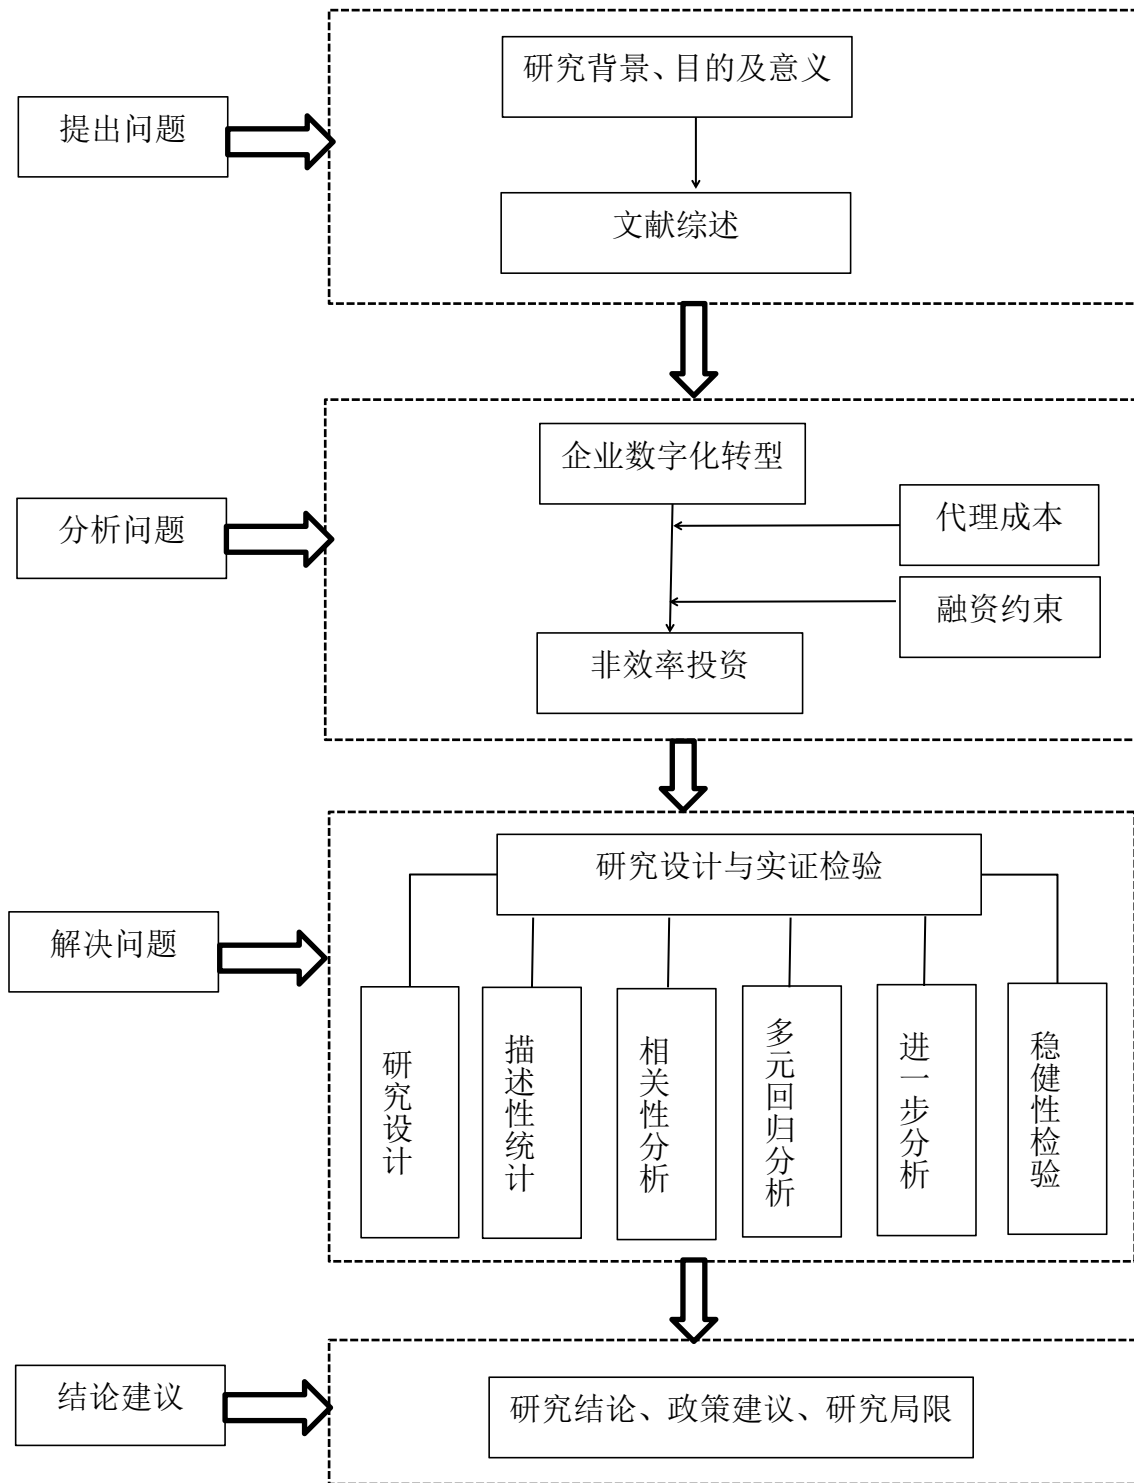 研究背景、目的及意义
提出问题
文献综述
企业数字化转型
分析问题
代理成本
融资约束
非效率投资
研究设计与实证检验
解决问题
研究设计
描述性统计
相关性分析
多元回归分析
进一步分析
稳健性检验
结论建议
研究结论、政策建议、研究局限